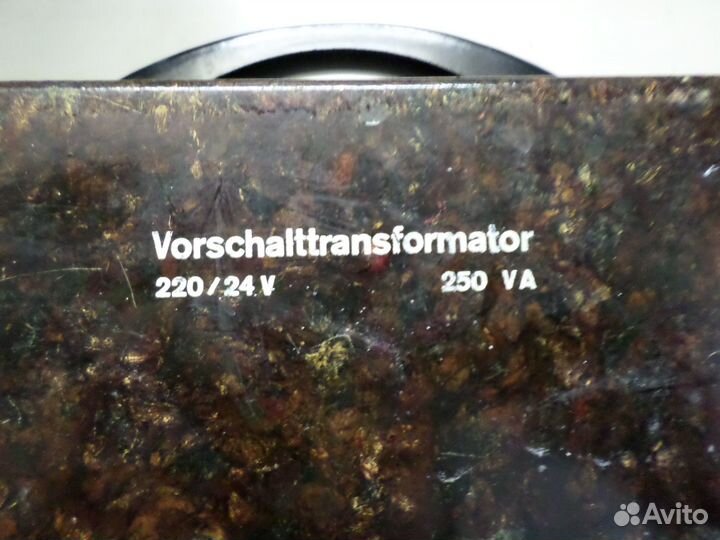 Vorschalttransformator
220/24 V 250 VA
Avito